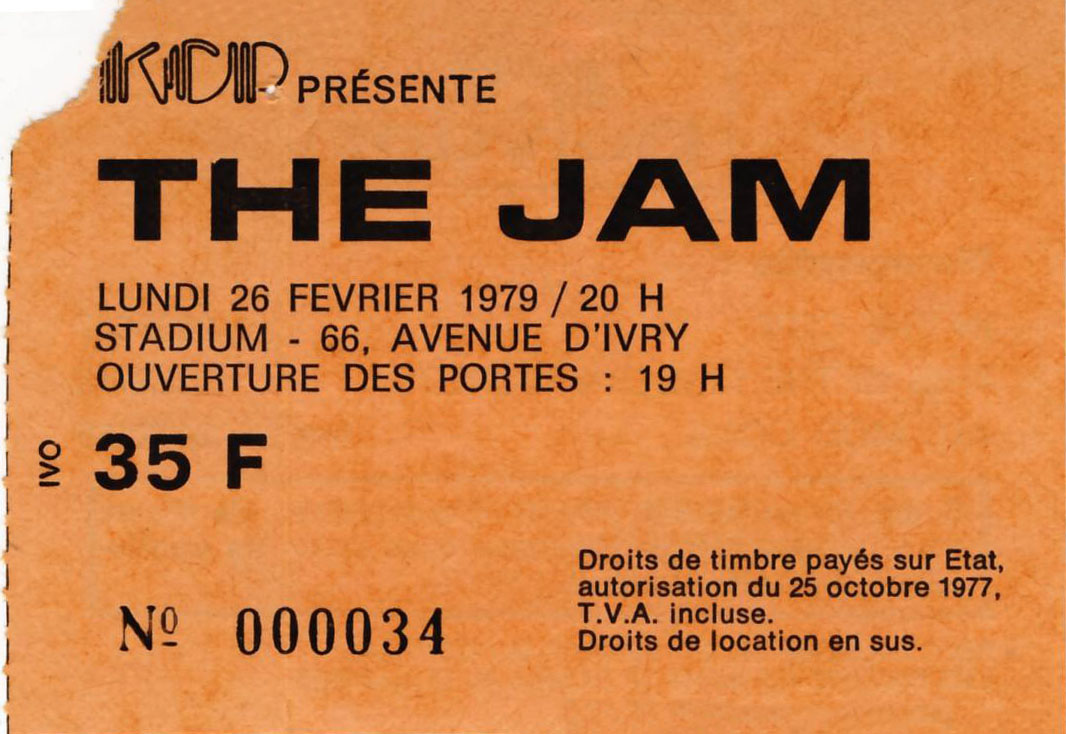 KCP PRÉSENTE
THE JAM
LUNDI 26 FEVRIER 1979 / 20 H
STADIUM - 66, AVENUE D'IVRY
OUVERTURE DES PORTES : 19 H
IVO
35 F
Droits de timbre payés sur Etat,
autorisation du 25 octobre 1977,
T.V.A. incluse.
Droits de location en sus.
Nº 000034